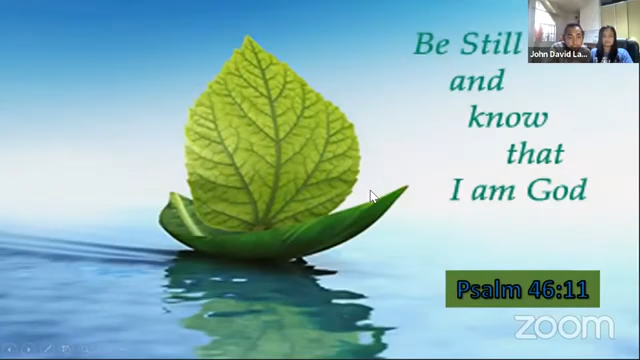 Be Still
and
know
that
I am God
John David La...
Psalm 46:11
zoom